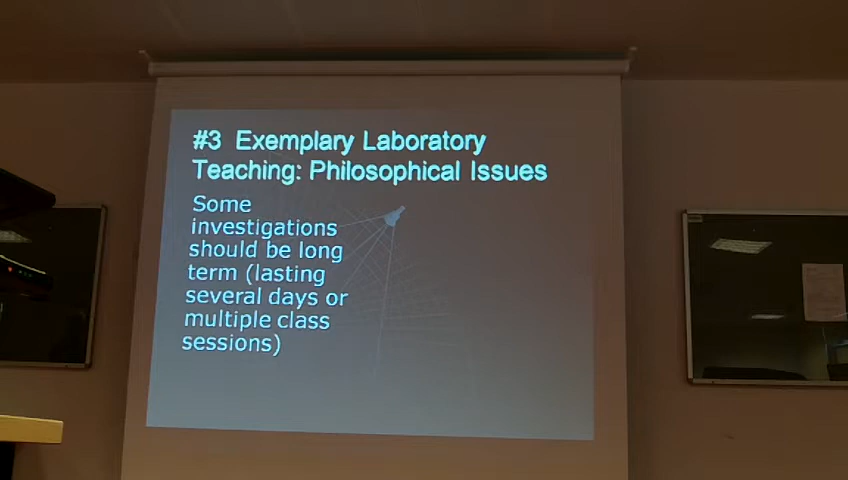 #3 Exemplary Laboratory
Teaching: Philosophical Issues
Some
investigations
should be long
term (lasting
several days or
multiple class
sessions)